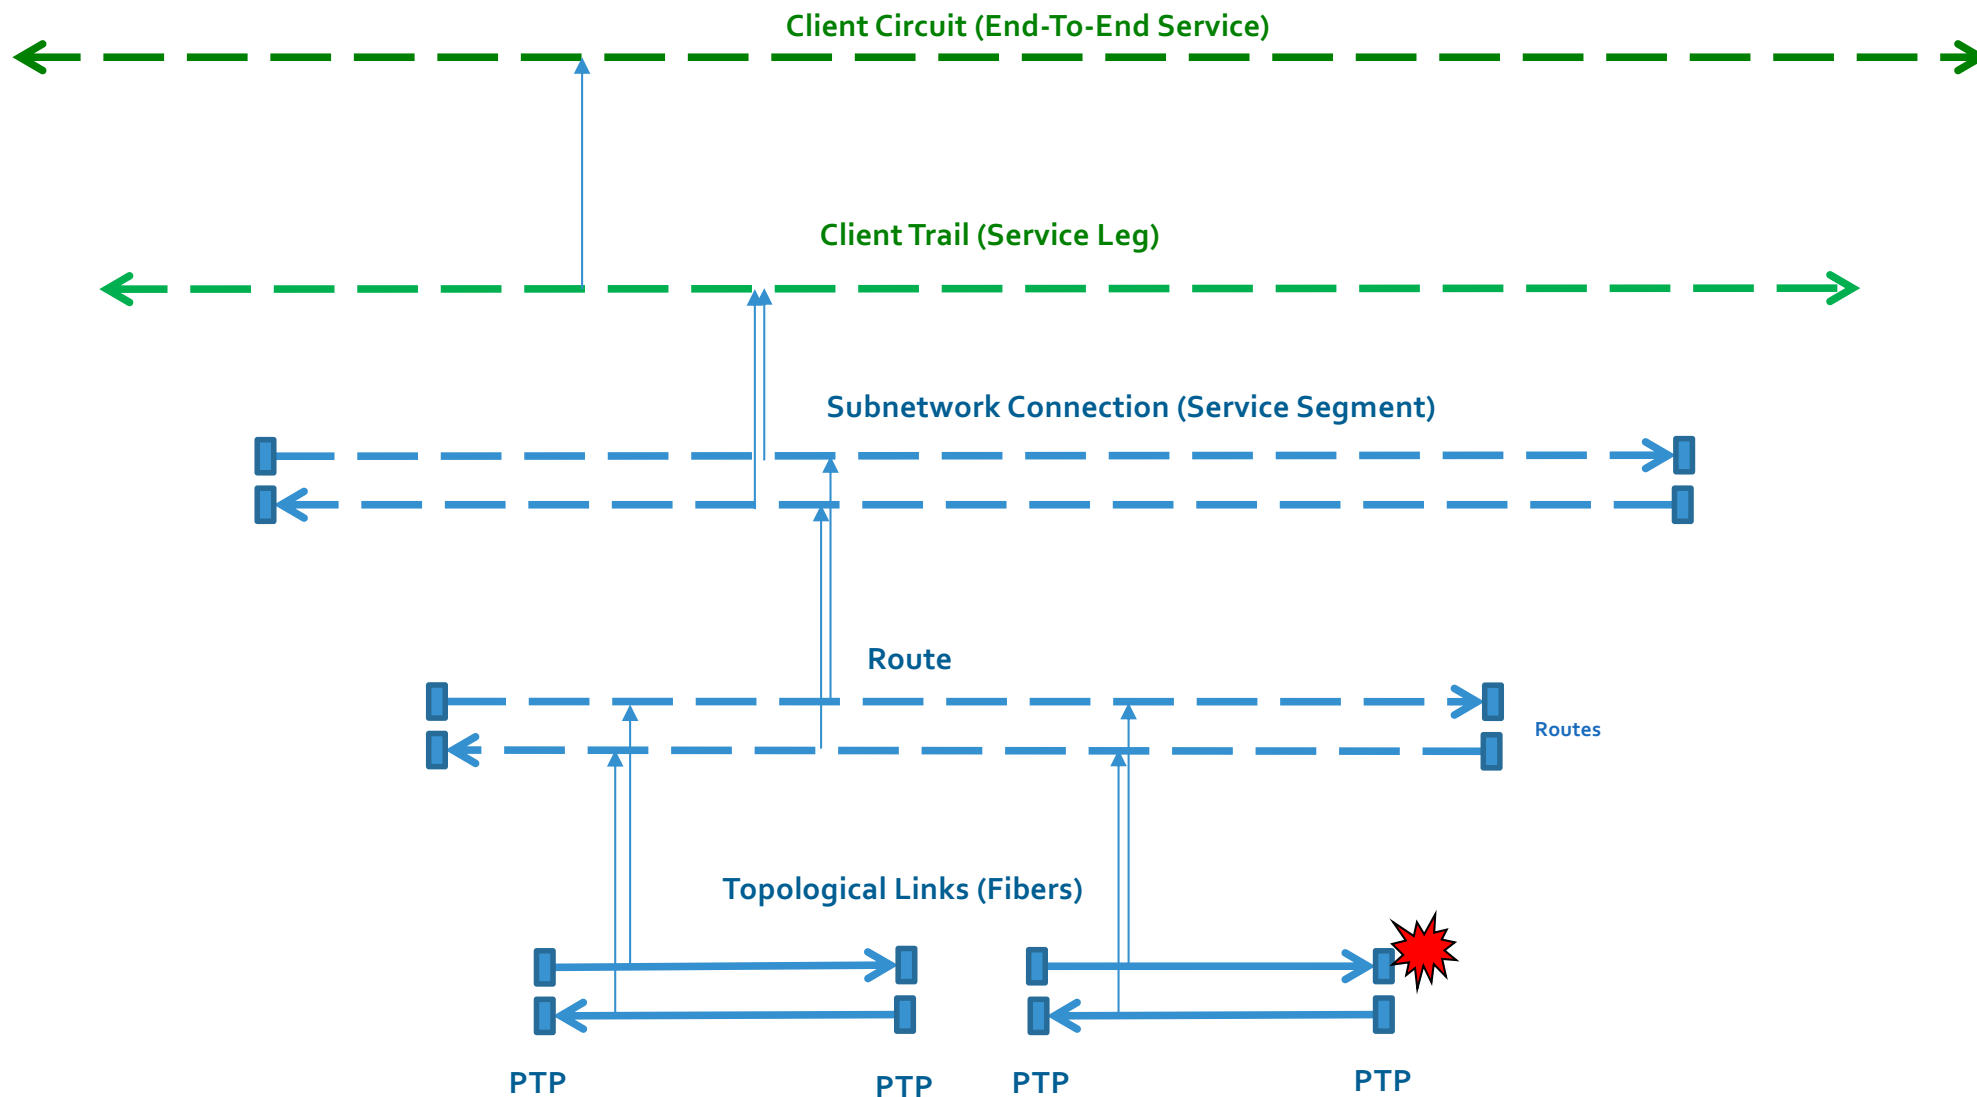 Client Circuit (End-To-End Service)
Client Trail (Service Leg)
Subnetwork Connection (Service Segment)
Route
Routes
Topological Links (Fibers)
PTP
PTP
PTP
PTP